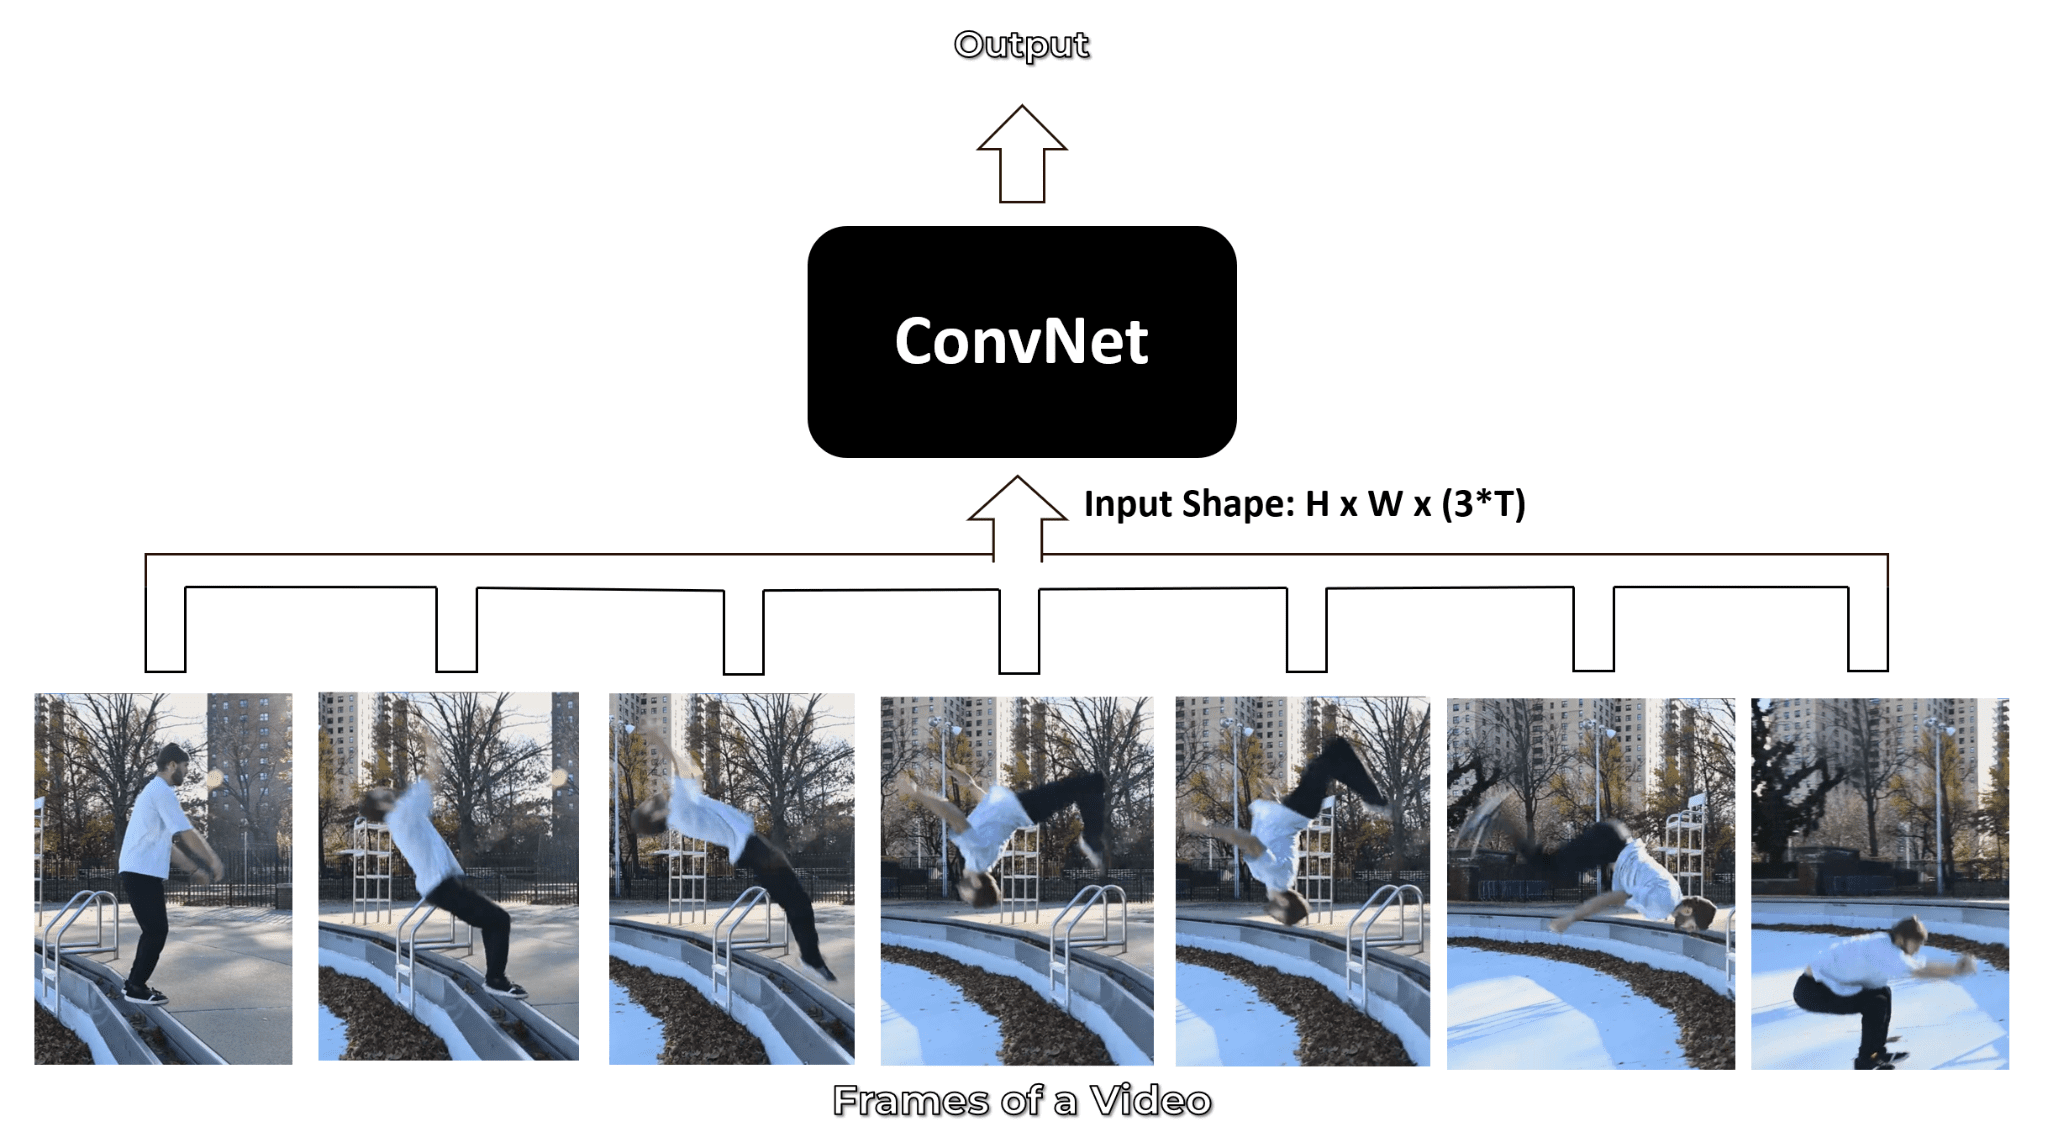 Output
ConvNet
Input Shape: H x W x (3*T)
Frames of a Video